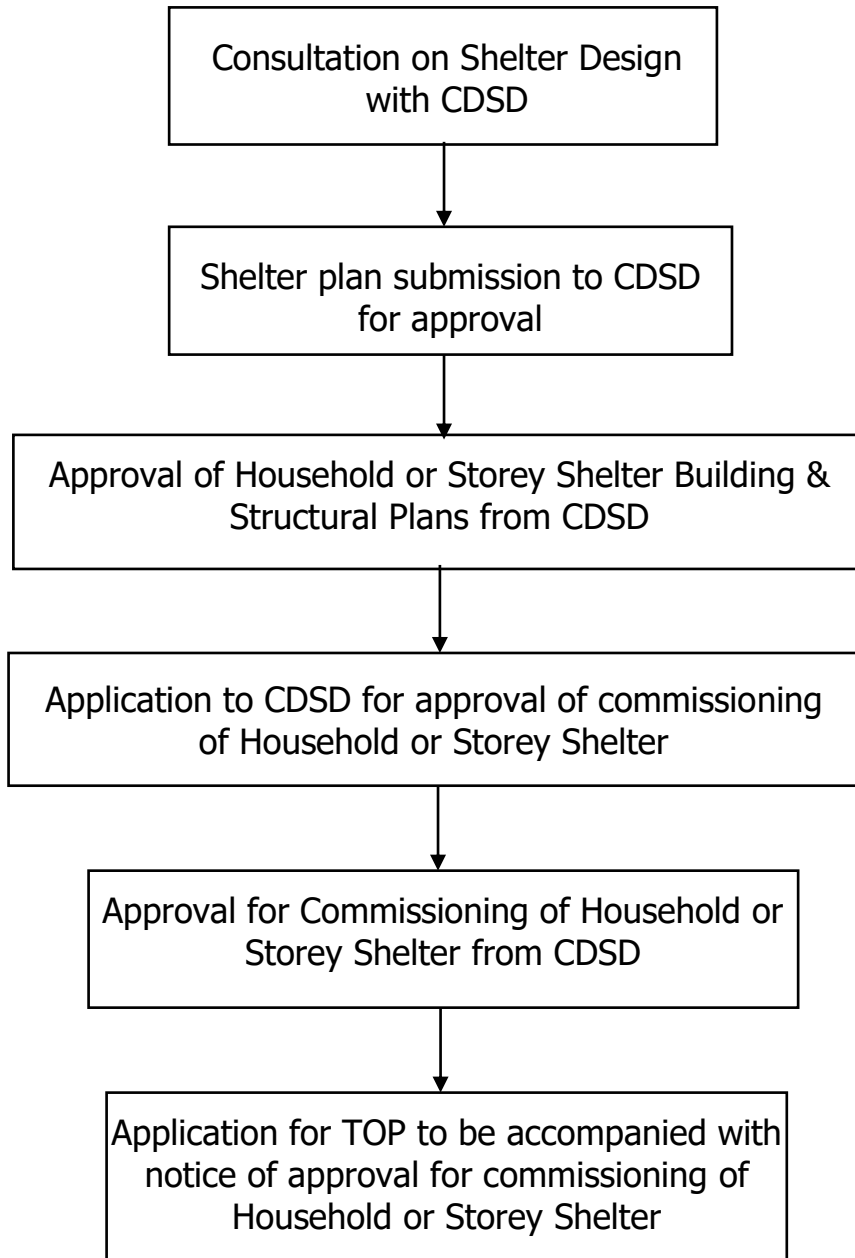 Consultation on Shelter Design
with CDSD
Shelter plan submission to CDSD
for approval
Approval of Household or Storey Shelter Building &
Structural Plans from CDSD
Application to CDSD for approval of commissioning
of Household or Storey Shelter
Approval for Commissioning of Household or
Storey Shelter from CDSD
Application for TOP to be accompanied with
notice of approval for commissioning of
Household or Storey Shelter